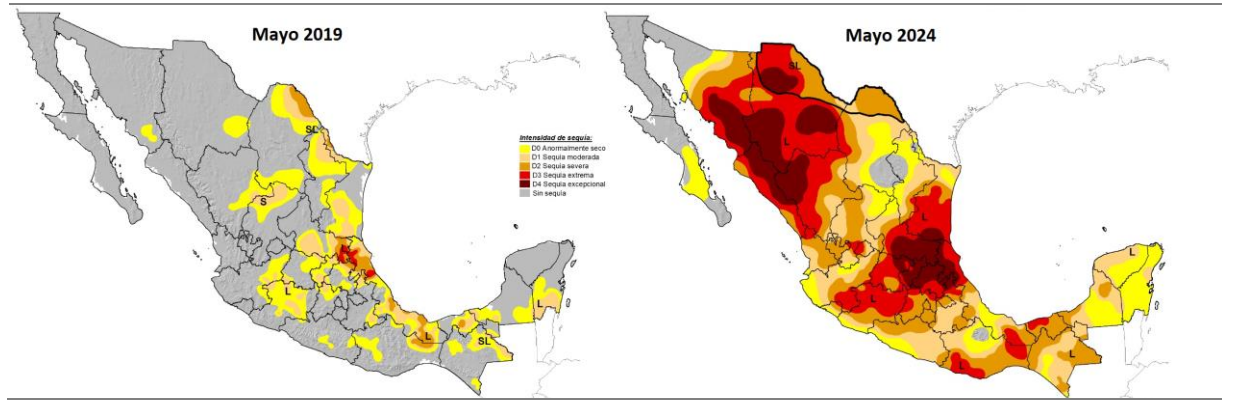 Mayo 2019
SL
S
L
L
L
SL
Intensidad de sequía:
D0 Anormalmente seco
D1 Sequía moderada
D2 Sequía severa
D3 Sequía extrema
D4 Sequía excepcional
Sin sequía
Mayo 2024
SL
L
L
L
L
L
L